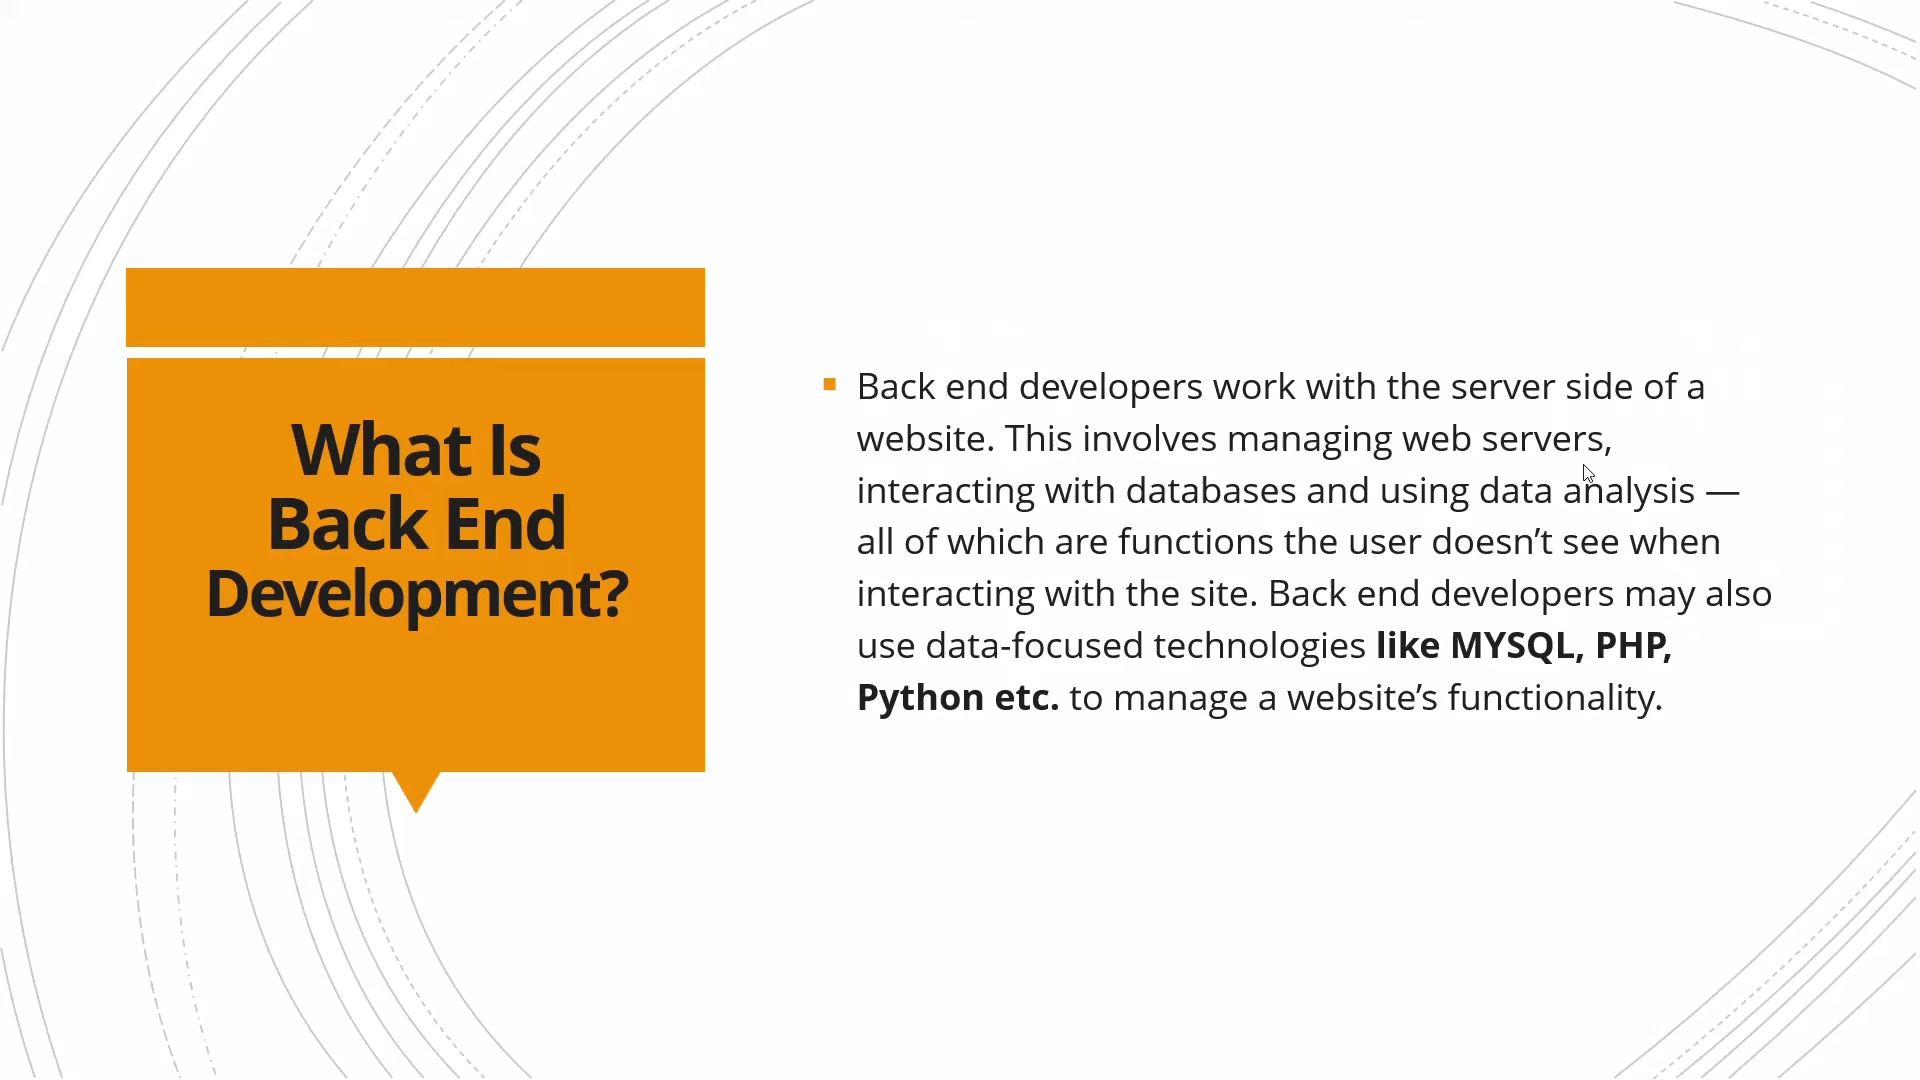 What Is
Back End
Development?
Back end developers work with the server side of a
website. This involves managing web servers,
interacting with databases and using data analysis —
all of which are functions the user doesn’t see when
interacting with the site. Back end developers may also
use data-focused technologies like MYSQL, PHP,
Python etc. to manage a website’s functionality.